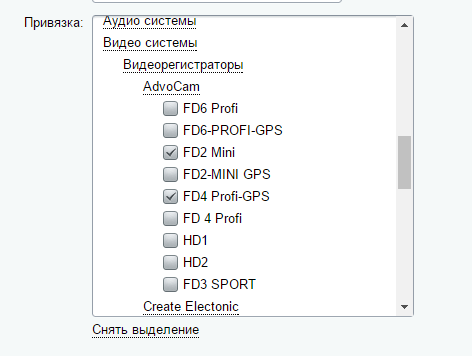 Привязка:
Аудио системы
Видео системы
Видеорегистраторы
AdvoCam
FD6 Profi
FD6-PROFI-GPS
FD2 Mini
FD2-MINI GPS
FD4 Profi-GPS
FD 4 Profi
HD1
HD2
FD3 SPORT
Create Electonic
Снять выделение